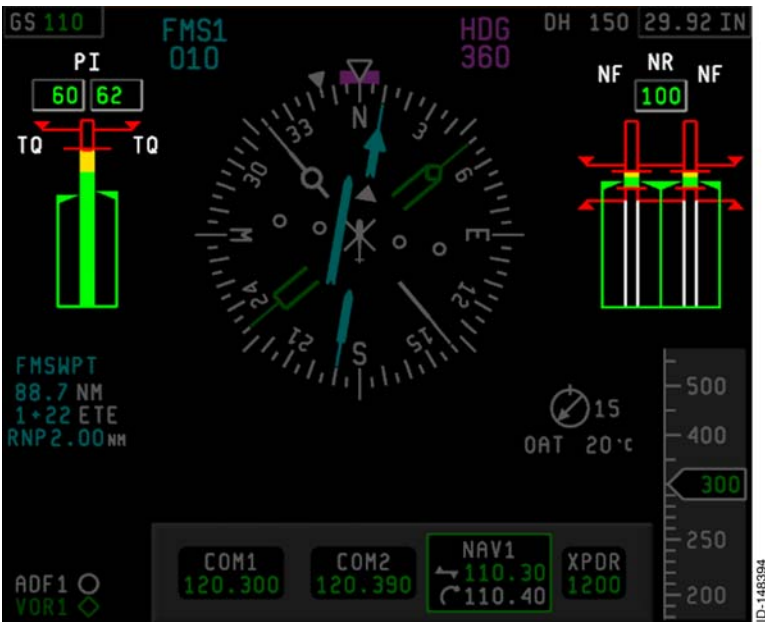 GS 110
FMS1
010
HDG
360
DH 150
29.92 IN
PI
60 62
TQ TQ
NF NR NF
100
N
3
6
E
12
15
S
21
24
W
30
33
FMSWPT
88.7 NM
1+22 ETE
RNP2.00NM
15
OAT 20°C
500
400
300
250
200
COM1
120.300
COM2
120.390
NAV1
110.30
110.40
XPDR
1200
ADF1
VOR1
ID-148394